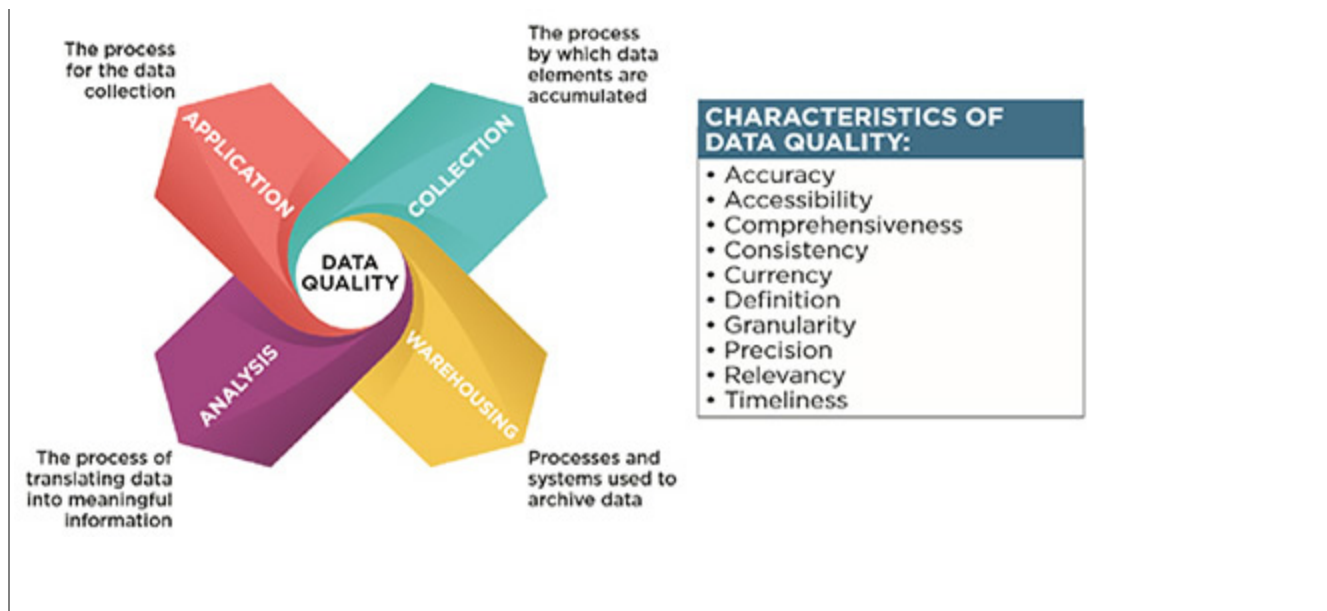 The process
for the data
collection
APPLICATION
The process
by which data
elements are
accumulated
COLLECTION
DATA
QUALITY
ANALYSIS
The process of
translating data
into meaningful
information
WAREHOUSING
Processes and
systems used to
archive data
CHARACTERISTICS OF
DATA QUALITY:
• Accuracy
• Accessibility
• Comprehensiveness
• Consistency
• Currency
• Definition
• Granularity
• Precision
• Relevancy
• Timeliness